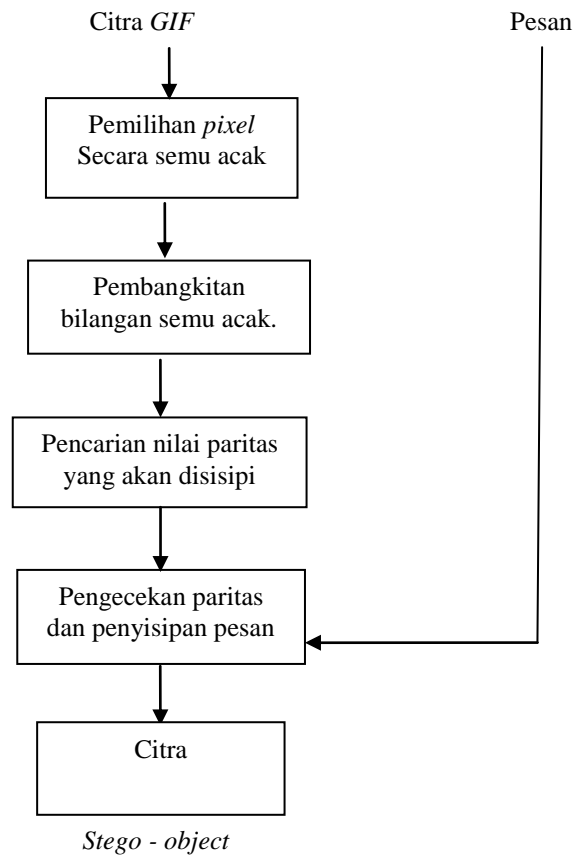 Citra GIF
Pesan
Pemilihan pixel
Secara semu acak
Pembangkitan
bilangan semu acak.
Pencarian nilai paritas
yang akan disisipi
Pengecekan paritas
dan penyisipan pesan
Citra
Stego - object